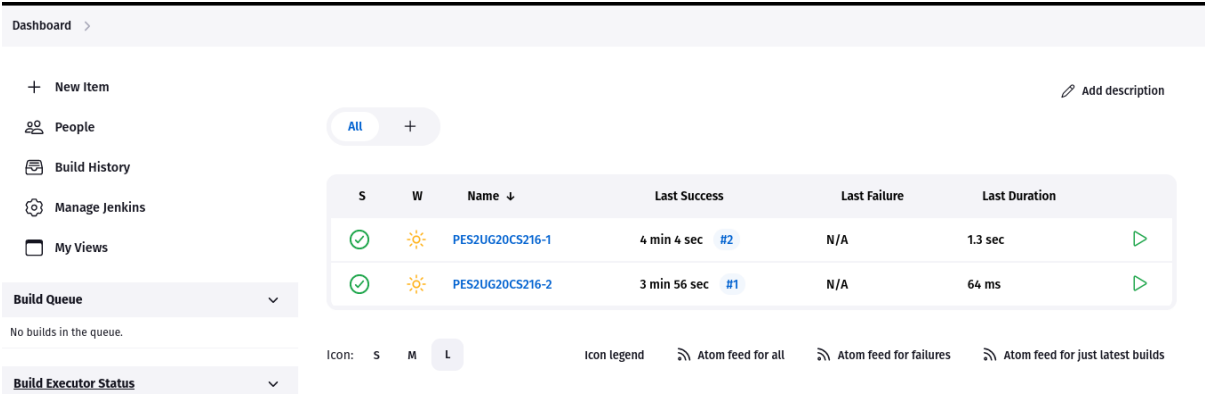 Dashboard
New Item
People
Build History
Manage Jenkins
My Views
Build Queue
No builds in the queue.
Build Executor Status
Add description
All +
S W Name ↓ Last Success Last Failure Last Duration
PES2UG20CS216-1 4 min 4 sec #2 N/A 1.3 sec
PES2UG20CS216-2 3 min 56 sec #1 N/A 64 ms
Icon: S M L Icon legend Atom feed for all Atom feed for failures Atom feed for just latest builds